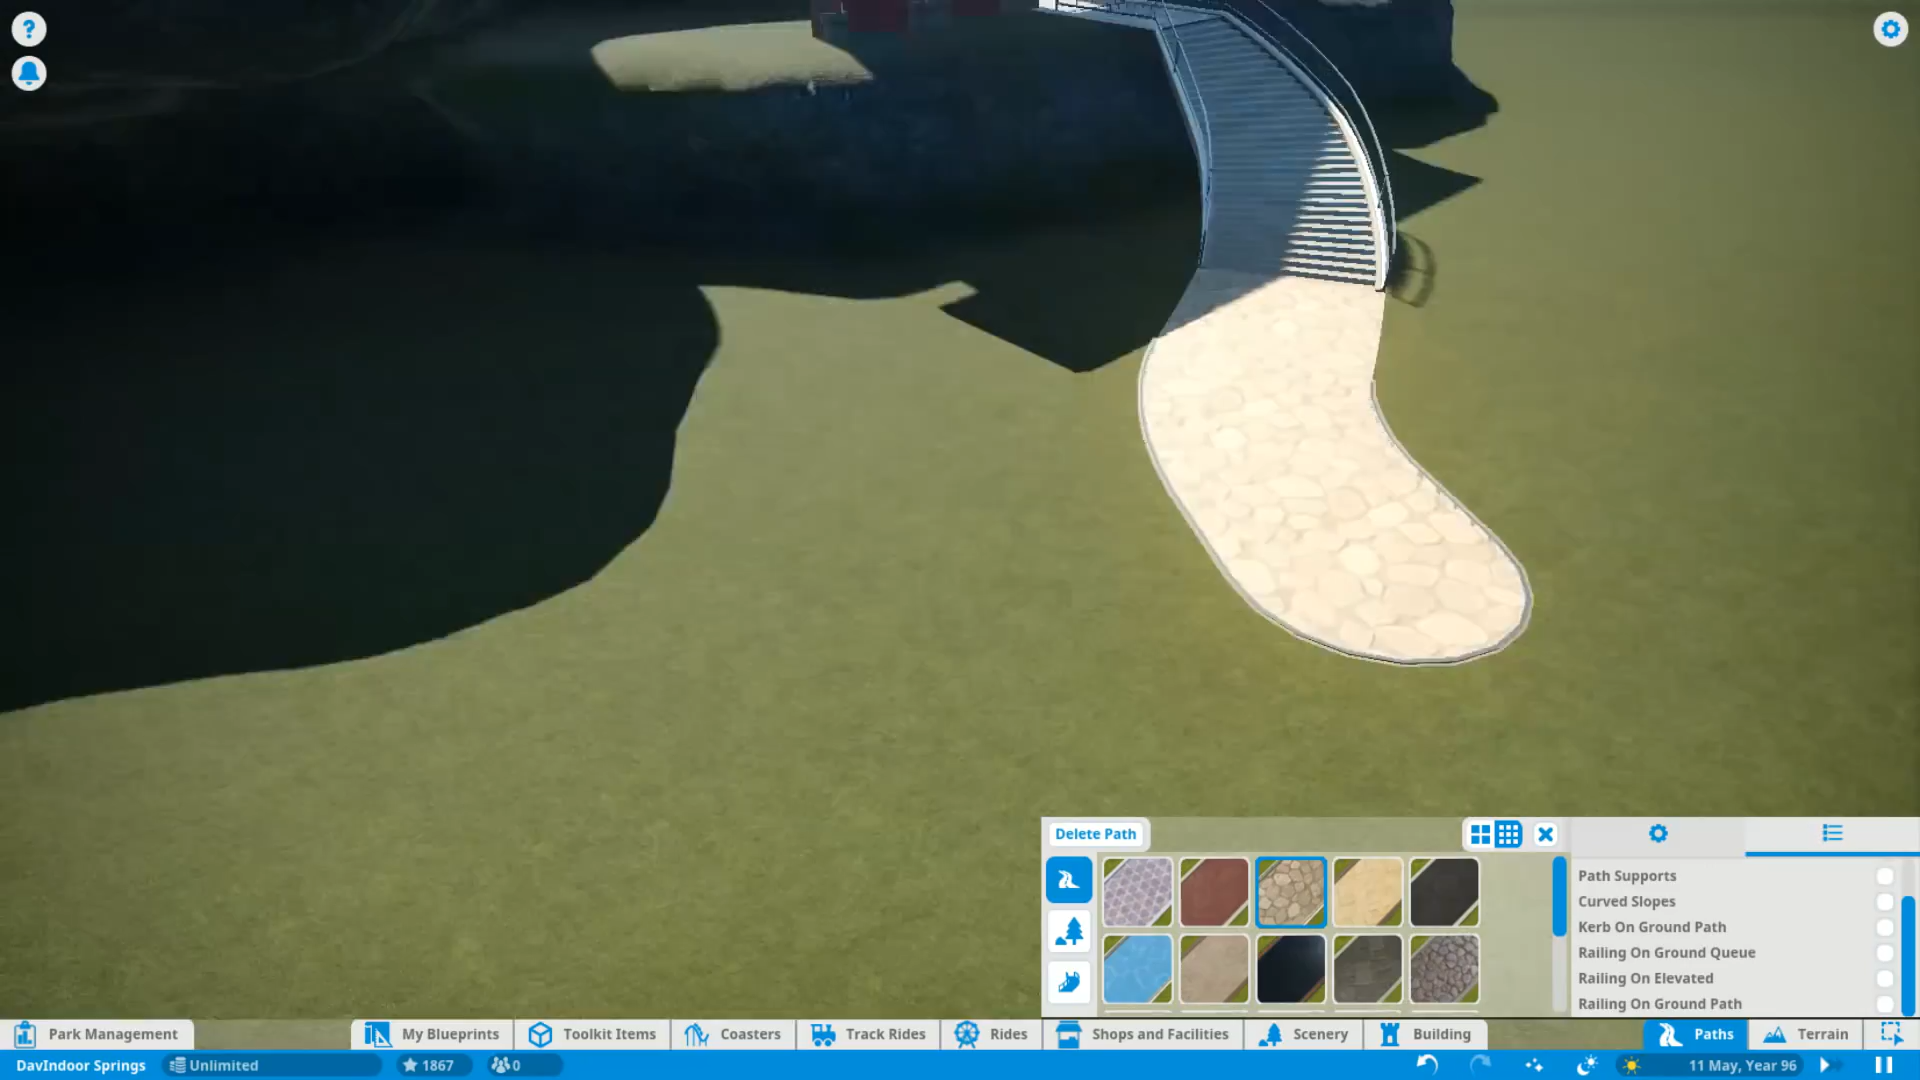 ?
Delete Path
Path Supports
Curved Slopes
Kerb On Ground Path
Railing On Ground Queue
Railing On Elevated
Railing On Ground Path
Park Management
My Blueprints
Toolkit Items
Coasters
Track Rides
Rides
Shops and Facilities
Scenery
Building
Paths
Terrain
DavIndoor Springs
Unlimited
1867
0
11 May, Year 96